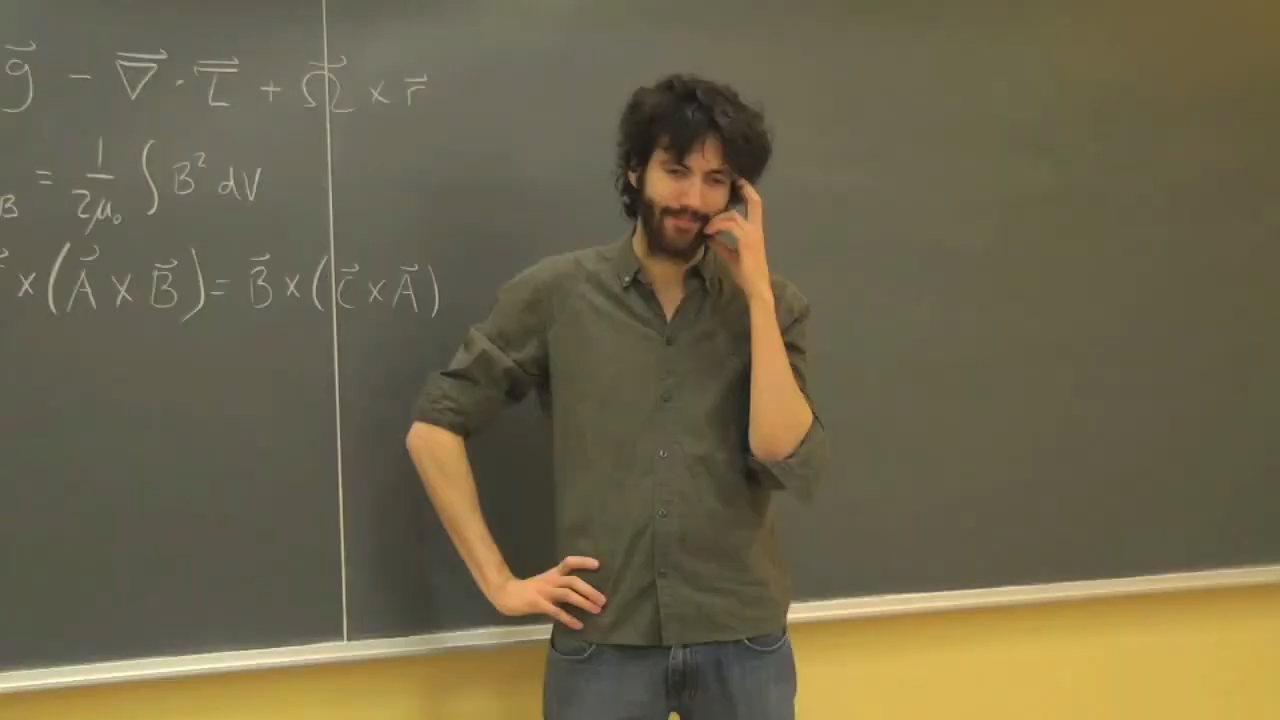 g⃗ − ∇⃗ · τ⃗ + Ω⃗ × r⃗
B = 1/2μ₀ ∫ B² dV
× (A⃗ × B⃗) = B⃗ × (C⃗ × A⃗)